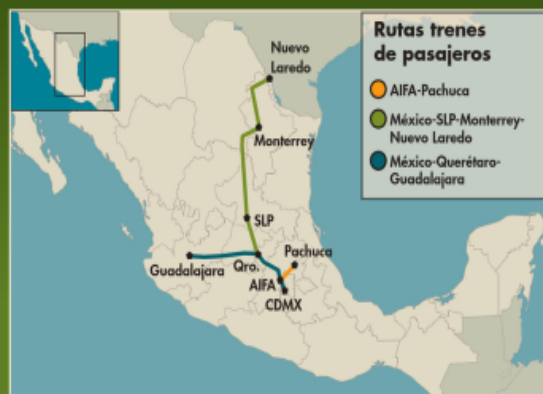 Rutas trenes
de pasajeros
AIFA-Pachuca
México-SLP-Monterrey-
Nuevo Laredo
México-Querétaro-
Guadalajara
Nuevo
Laredo
Monterrey
SLP
Pachuca
Guadalajara
Qro.
AIFA
CDMX